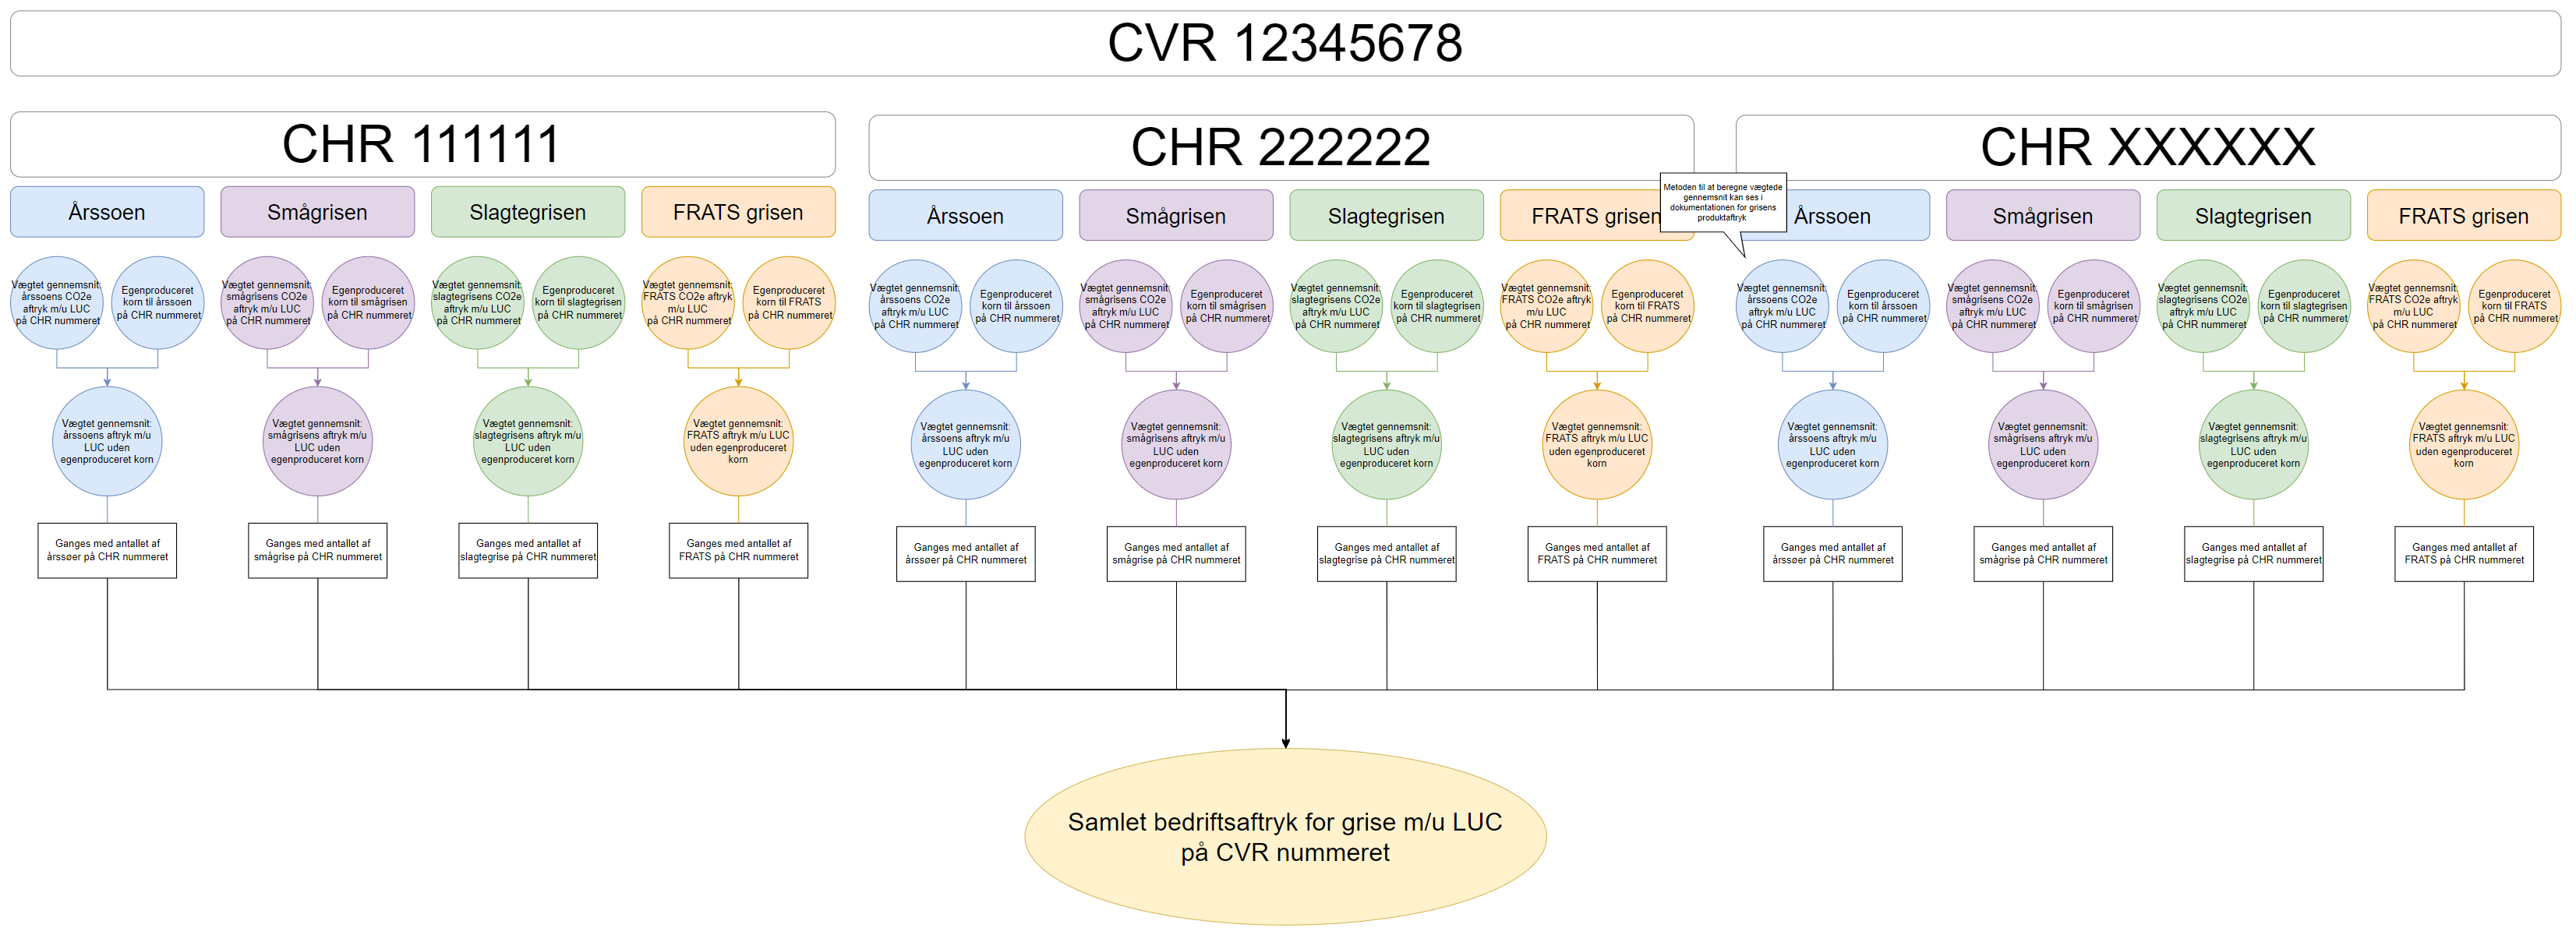 CVR 12345678
CHR 111111
CHR 222222
CHR XXXXXX
Årssoen
Smågrisen
Slagtegrisen
FRATS grisen
Årssoen
Smågrisen
Slagtegrisen
FRATS grisen
Metoden til at beregne vægtede
gennemsnit kan ses i
dokumentationen for grisens
produktaftryk
Årssoen
Smågrisen
Slagtegrisen
FRATS grisen
Vægtet gennemsnit:
årssoens CO2e
aftryk m/u LUC
på CHR nummeret
Egenproduceret
korn til årssoen
på CHR nummeret
Vægtet gennemsnit:
smågrisens CO2e
aftryk m/u LUC
på CHR nummeret
Egenproduceret
korn til smågrisen
på CHR nummeret
Vægtet gennemsnit:
slagtegrisens CO2e
aftryk m/u LUC
på CHR nummeret
Egenproduceret
korn til slagtegrisen
på CHR nummeret
Vægtet gennemsnit:
FRATS CO2e aftryk
m/u LUC
på CHR nummeret
Egenproduceret
korn til FRATS
på CHR nummeret
Vægtet gennemsnit:
årssoens CO2e
aftryk m/u LUC
på CHR nummeret
Egenproduceret
korn til årssoen
på CHR nummeret
Vægtet gennemsnit:
smågrisens CO2e
aftryk m/u LUC
på CHR nummeret
Egenproduceret
korn til smågrisen
på CHR nummeret
Vægtet gennemsnit:
slagtegrisens CO2e
aftryk m/u LUC
på CHR nummeret
Egenproduceret
korn til slagtegrisen
på CHR nummeret
Vægtet gennemsnit:
FRATS CO2e aftryk
m/u LUC
på CHR nummeret
Egenproduceret
korn til FRATS
på CHR nummeret
Vægtet gennemsnit:
årssoens CO2e
aftryk m/u LUC
på CHR nummeret
Egenproduceret
korn til årssoen
på CHR nummeret
Vægtet gennemsnit:
smågrisens CO2e
aftryk m/u LUC
på CHR nummeret
Egenproduceret
korn til smågrisen
på CHR nummeret
Vægtet gennemsnit:
slagtegrisens CO2e
aftryk m/u LUC
på CHR nummeret
Egenproduceret
korn til slagtegrisen
på CHR nummeret
Vægtet gennemsnit:
FRATS CO2e aftryk
m/u LUC
på CHR nummeret
Egenproduceret
korn til FRATS
på CHR nummeret
Vægtet gennemsnit:
årssoens aftryk m/u
LUC uden
egenproduceret korn
Vægtet gennemsnit:
smågrisens aftryk m/u
LUC uden
egenproduceret korn
Vægtet gennemsnit:
slagtegrisens aftryk m/u
LUC uden
egenproduceret korn
Vægtet gennemsnit:
FRATS aftryk m/u LUC
uden egenproduceret
korn
Vægtet gennemsnit:
årssoens aftryk m/u
LUC uden
egenproduceret korn
Vægtet gennemsnit:
smågrisens aftryk m/u
LUC uden
egenproduceret korn
Vægtet gennemsnit:
slagtegrisens aftryk m/u
LUC uden
egenproduceret korn
Vægtet gennemsnit:
FRATS aftryk m/u LUC
uden egenproduceret
korn
Vægtet gennemsnit:
årssoens aftryk m/u
LUC uden
egenproduceret korn
Vægtet gennemsnit:
smågrisens aftryk m/u
LUC uden
egenproduceret korn
Vægtet gennemsnit:
slagtegrisens aftryk m/u
LUC uden
egenproduceret korn
Vægtet gennemsnit:
FRATS aftryk m/u LUC
uden egenproduceret
korn
Ganges med antallet af
årssøer på CHR nummeret
Ganges med antallet af
smågrise på CHR nummeret
Ganges med antallet af
slagtegrise på CHR nummeret
Ganges med antallet af
FRATS på CHR nummeret
Ganges med antallet af
årssøer på CHR nummeret
Ganges med antallet af
smågrise på CHR nummeret
Ganges med antallet af
slagtegrise på CHR nummeret
Ganges med antallet af
FRATS på CHR nummeret
Ganges med antallet af
årssøer på CHR nummeret
Ganges med antallet af
smågrise på CHR nummeret
Ganges med antallet af
slagtegrise på CHR nummeret
Ganges med antallet af
FRATS på CHR nummeret
Samlet bedriftsaftryk for grise m/u LUC
på CVR nummeret